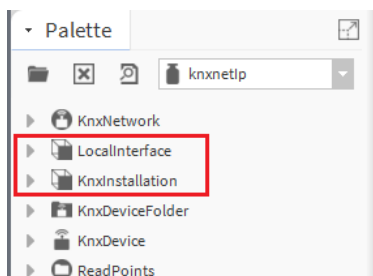 Palette
knxnetIp
KnxNetwork
LocalInterface
KnxInstallation
KnxDeviceFolder
KnxDevice
ReadPoints